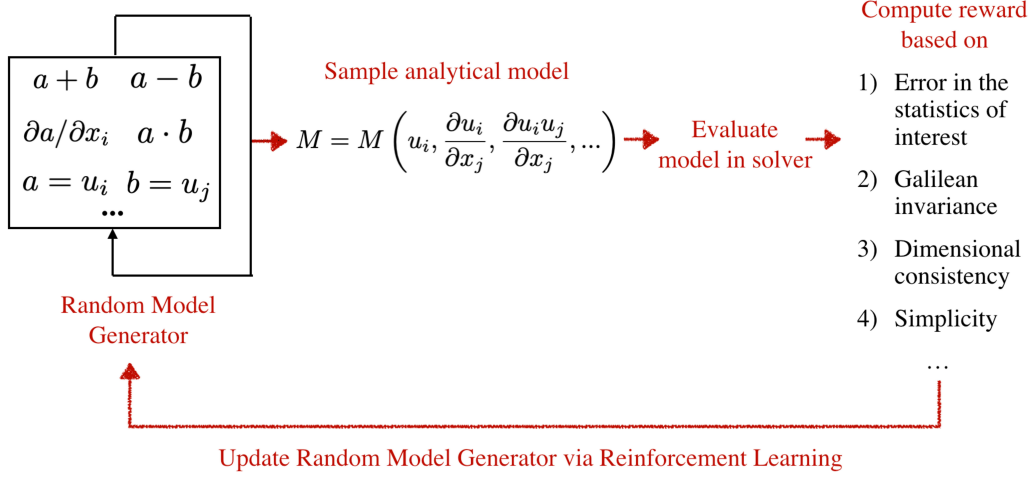 a + b   a − b
∂a/∂x_i   a · b
a = u_i   b = u_j
...
Random Model
Generator
Sample analytical model
M = M ( u_i, ∂u_i/∂x_j, ∂u_i u_j/∂x_j, ... )
Evaluate
model in solver
Compute reward
based on
1) Error in the
statistics of
interest
2) Galilean
invariance
3) Dimensional
consistency
4) Simplicity
...
Update Random Model Generator via Reinforcement Learning